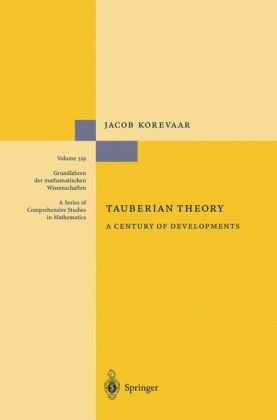 JACOB KOREVAAR
Volume 329
Grundlehren
der mathematischen
Wissenschaften
A Series of
Comprehensive Studies
in Mathematics
TAUBERIAN THEORY
A CENTURY OF DEVELOPMENTS
Springer